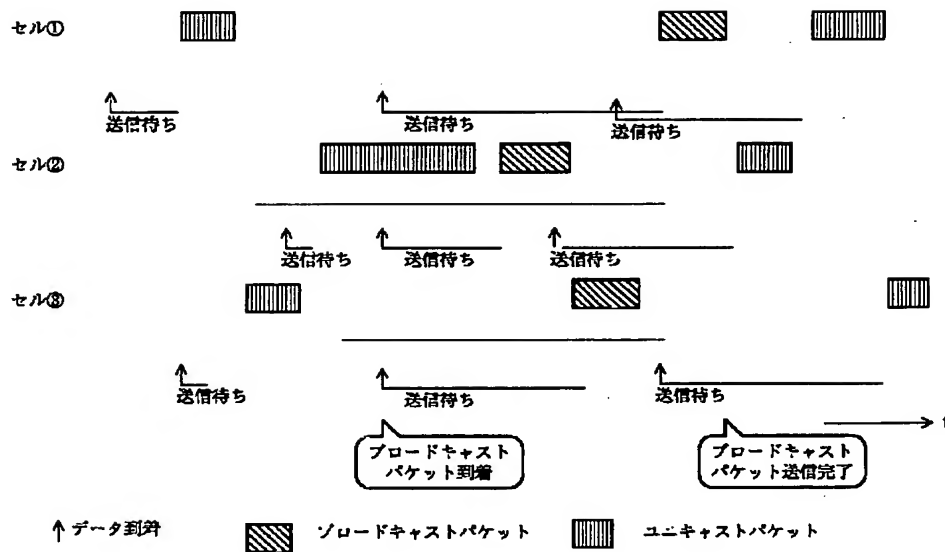 セル①
送信待ち
送信待ち
送信待ち
セル②
送信待ち
送信待ち
送信待ち
セル③
送信待ち
送信待ち
送信待ち
t
ブロードキャスト
パケット到着
ブロードキャスト
パケット送信完了
データ到着
ブロードキャストパケット
ユニキャストパケット